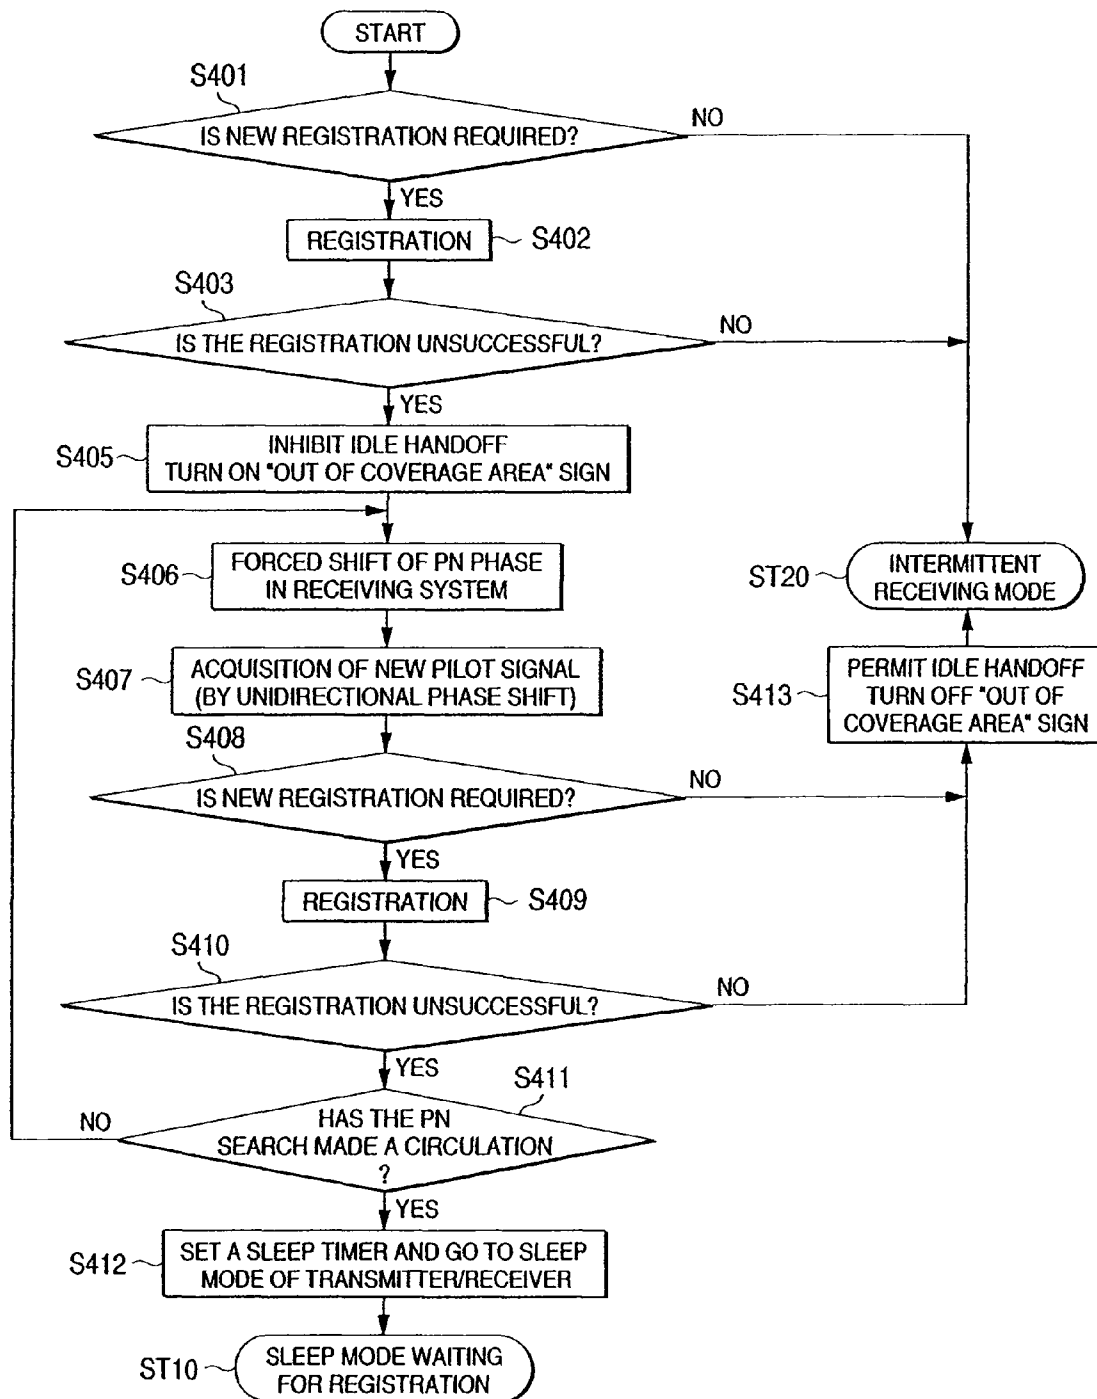 START
S401
IS NEW REGISTRATION REQUIRED?
NO
YES
REGISTRATION
S402
S403
IS THE REGISTRATION UNSUCCESSFUL?
NO
YES
S405
INHIBIT IDLE HANDOFF
TURN ON "OUT OF COVERAGE AREA" SIGN
S406
FORCED SHIFT OF PN PHASE
IN RECEIVING SYSTEM
ST20
INTERMITTENT
RECEIVING MODE
S407
ACQUISITION OF NEW PILOT SIGNAL
(BY UNIDIRECTIONAL PHASE SHIFT)
S413
PERMIT IDLE HANDOFF
TURN OFF "OUT OF
COVERAGE AREA" SIGN
S408
IS NEW REGISTRATION REQUIRED?
NO
YES
REGISTRATION
S409
S410
IS THE REGISTRATION UNSUCCESSFUL?
NO
YES
S411
NO
HAS THE PN
SEARCH MADE A CIRCULATION
?
YES
S412
SET A SLEEP TIMER AND GO TO SLEEP
MODE OF TRANSMITTER/RECEIVER
ST10
SLEEP MODE WAITING
FOR REGISTRATION